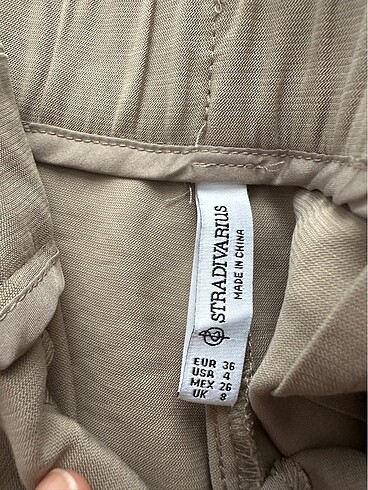 STRADIVARIUS
MADE IN CHINA
EUR 36
USA 4
MEX 26
UK 8